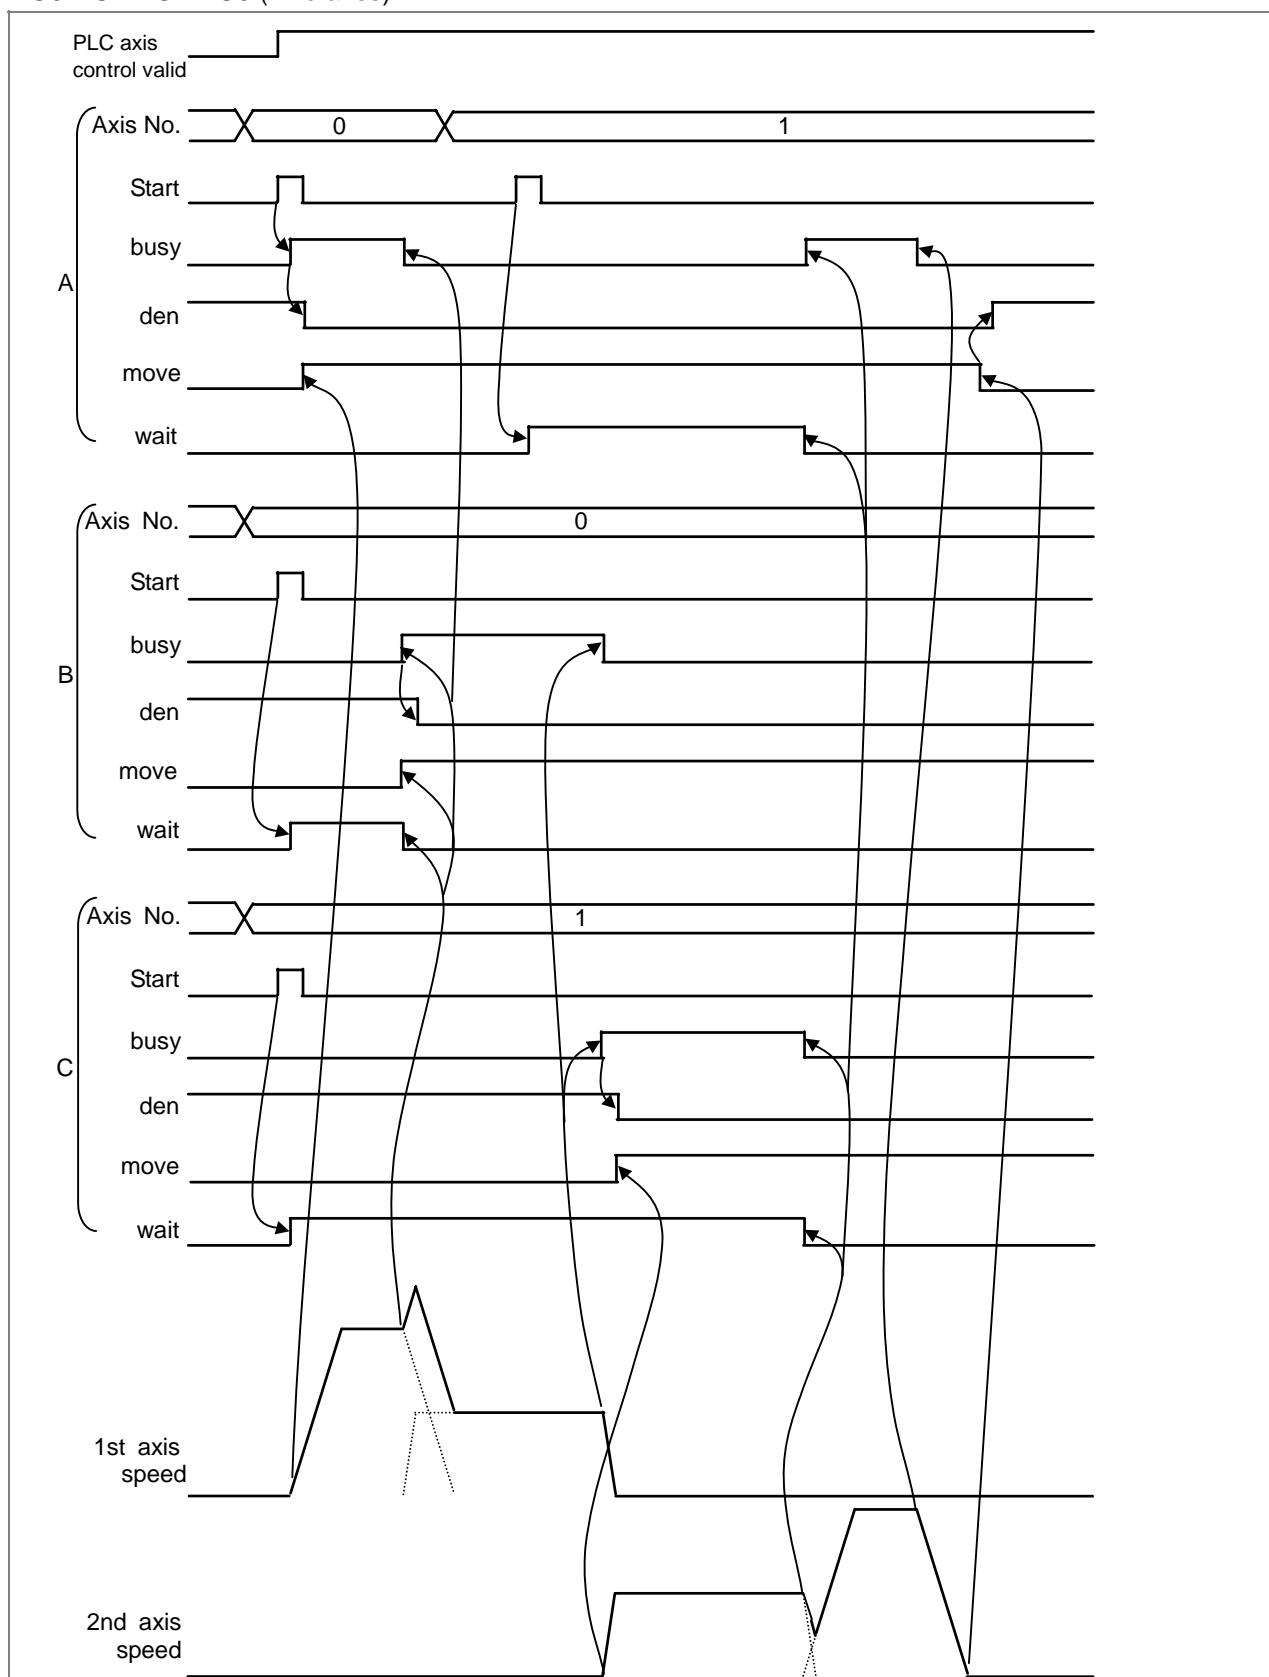 PLC axis
control valid
A
Axis No.
0
1
Start
busy
den
move
wait
B
Axis No.
0
Start
busy
den
move
wait
C
Axis No.
1
Start
busy
den
move
wait
1st axis
speed
2nd axis
speed